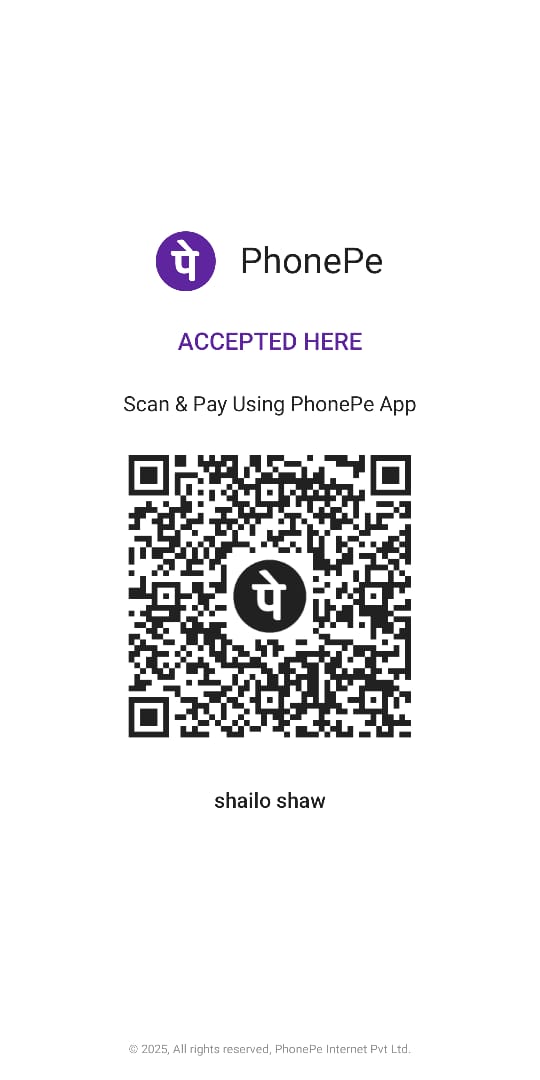 पे PhonePe
ACCEPTED HERE
Scan & Pay Using PhonePe App
पे
shailo shaw
© 2025, All rights reserved, PhonePe Internet Pvt Ltd.